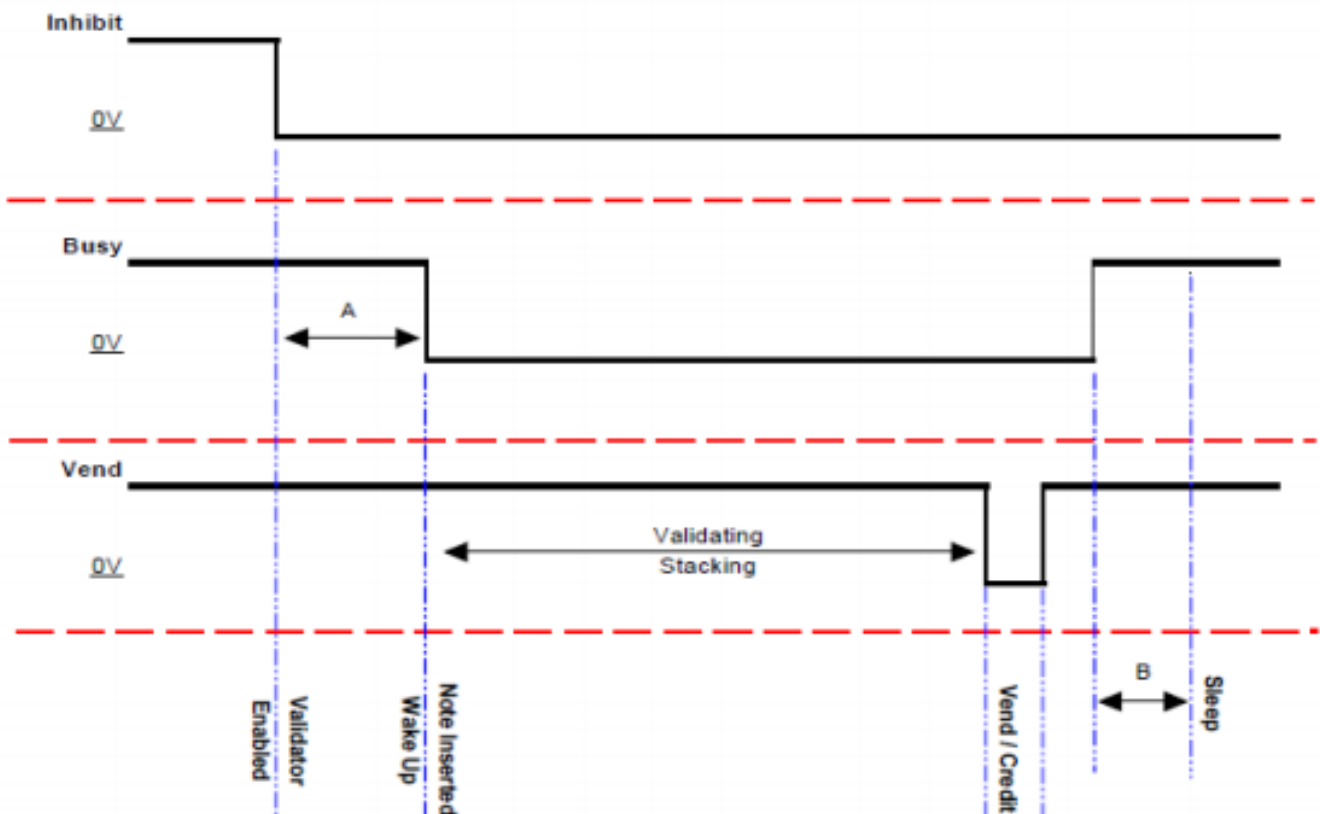 Inhibit
0V
Busy
A
0V
Vend
Validating
0V
Stacking
B
Validator
Enabled
Note Inserted
Wake Up
Vend / Credit
Sleep